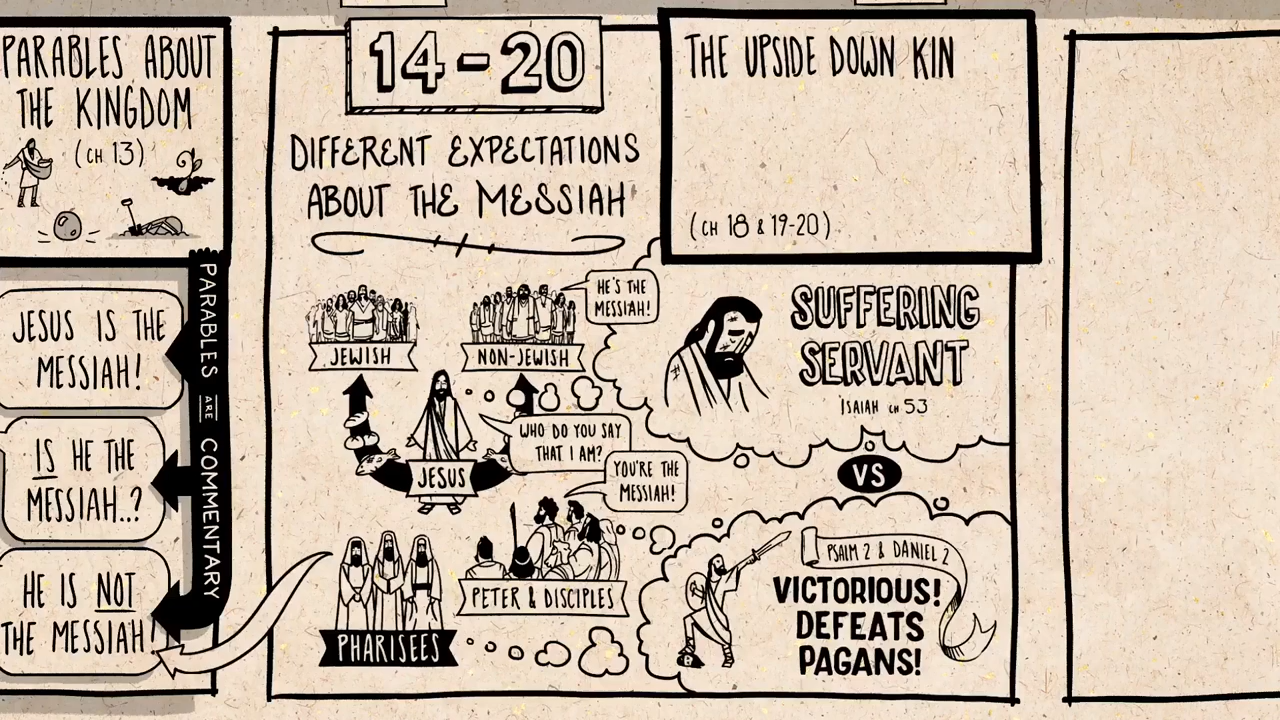 PARABLES ABOUT
THE KINGDOM
(CH 13)
PARABLES ARE COMMENTARY
JESUS IS THE
MESSIAH!
IS HE THE
MESSIAH..?
HE IS NOT
THE MESSIAH!
14-20
DIFFERENT EXPECTATIONS
ABOUT THE MESSIAH
JEWISH
NON-JEWISH
HE'S THE
MESSIAH!
JESUS
WHO DO YOU SAY
THAT I AM?
YOU'RE THE
MESSIAH!
PETER & DISCIPLES
PHARISEES
THE UPSIDE DOWN KIN
(CH 18 & 19-20)
SUFFERING
SERVANT
ISAIAH CH 53
VS
PSALM 2 & DANIEL 2
VICTORIOUS!
DEFEATS
PAGANS!